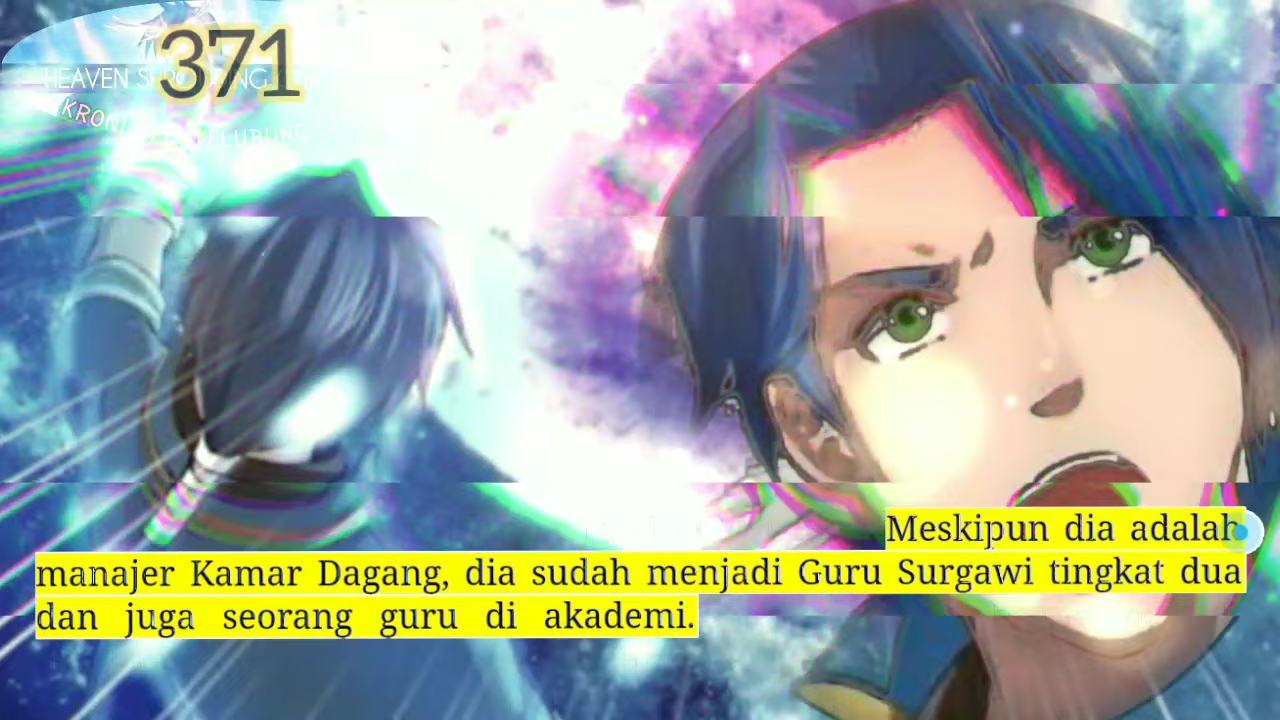 371
HEAVEN
Meskipun dia adalah
manajer Kamar Dagang, dia sudah menjadi Guru Surgawi tingkat dua
dan juga seorang guru di akademi.